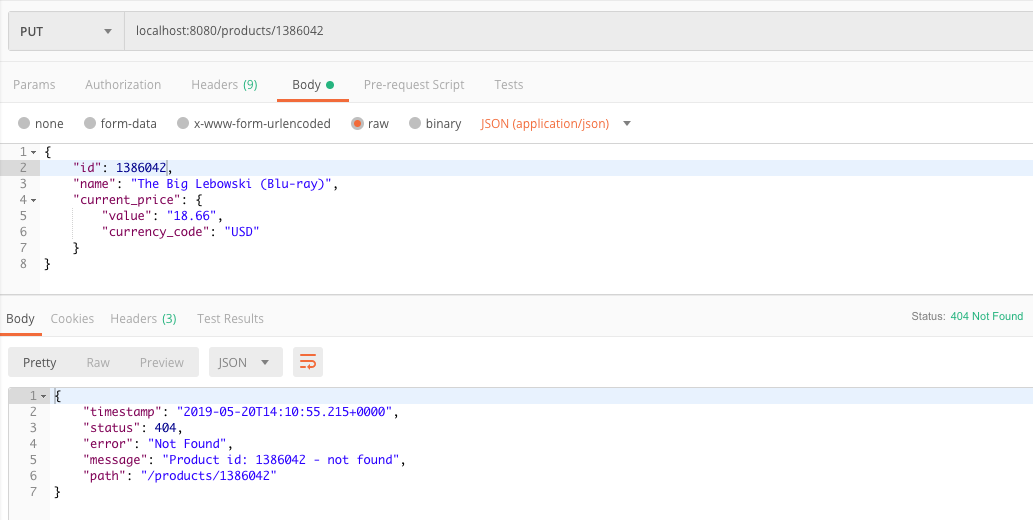 PUT localhost:8080/products/1386042
Params Authorization Headers (9) Body Pre-request Script Tests
none form-data x-www-form-urlencoded raw binary JSON (application/json)
1 {
2 "id": 1386042,
3 "name": "The Big Lebowski (Blu-ray)",
4 "current_price": {
5 "value": "18.66",
6 "currency_code": "USD"
7 }
8 }
Body Cookies Headers (3) Test Results Status: 404 Not Found
Pretty Raw Preview JSON
1 {
2 "timestamp": "2019-05-20T14:10:55.215+0000",
3 "status": 404,
4 "error": "Not Found",
5 "message": "Product id: 1386042 - not found",
6 "path": "/products/1386042"
7 }